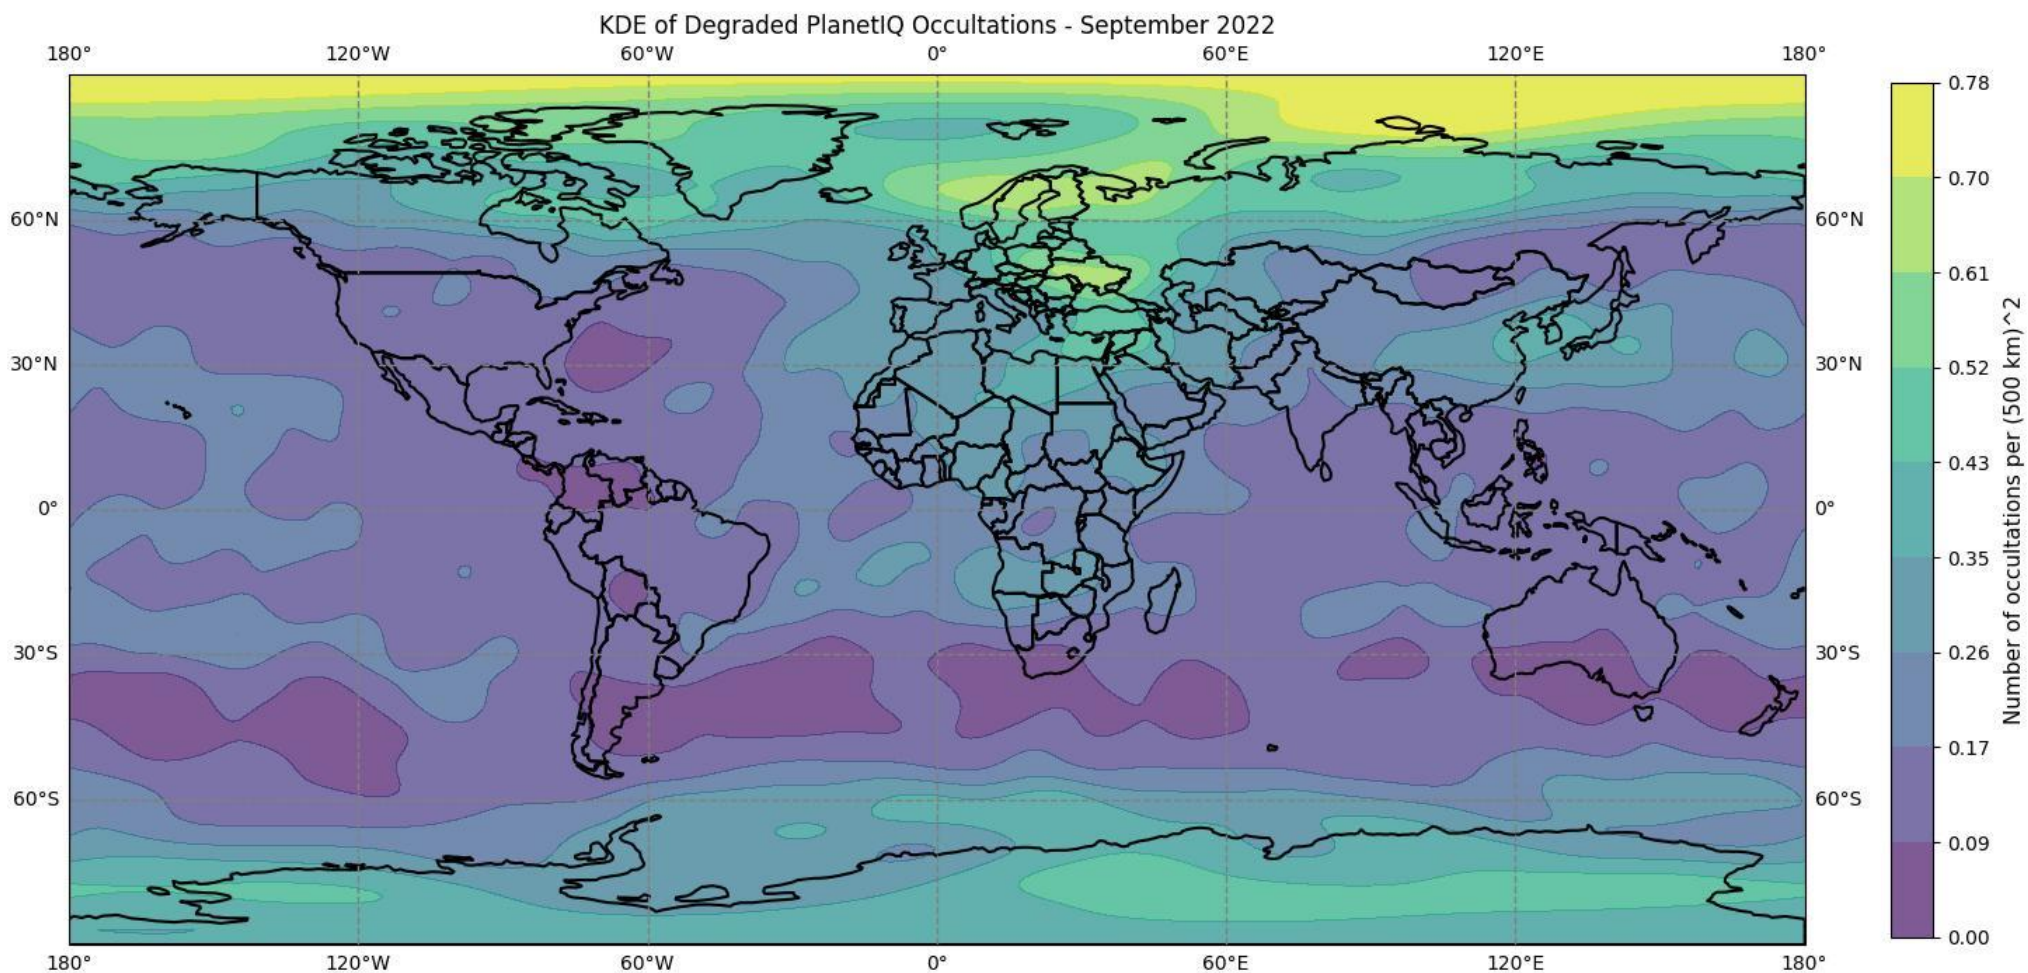 KDE of Degraded PlanetIQ Occultations - September 2022
180° 120°W 60°W 0° 60°E 120°E 180°
0.78
0.70
60°N 60°N
0.61
0.52
30°N 30°N
0.43
0° 0°
0.35
0.26
30°S 30°S
0.17
60°S 60°S
0.09
0.00
Number of occultations per (500 km)^2
180° 120°W 60°W 0° 60°E 120°E 180°